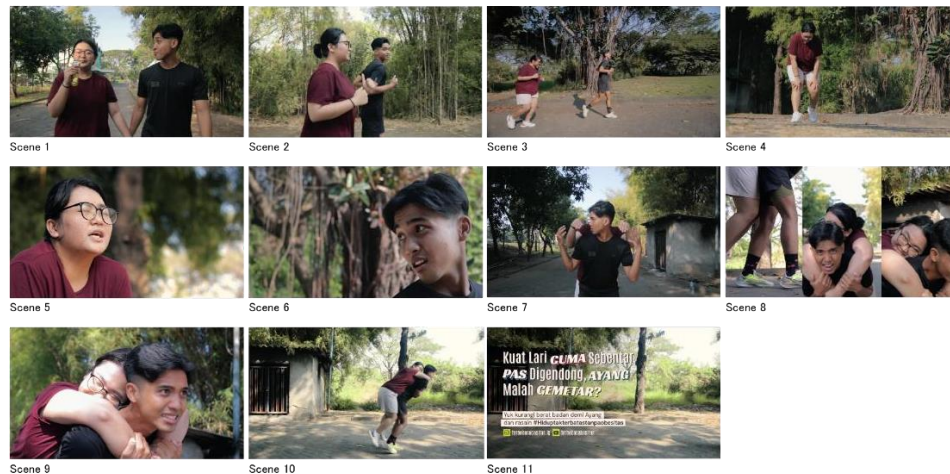 Scene 1
Scene 2
Scene 3
Scene 4
Scene 5
Scene 6
Scene 7
Scene 8
Scene 9
Scene 10
Scene 11
Kuat Lari CUMA Sebentar,
PAS Digendong, AYANG
Malah GEMETAR?
Yuk kurangi berat badan demi Ayang
dan rasain #Hiduptakterbatastanpaobesitas